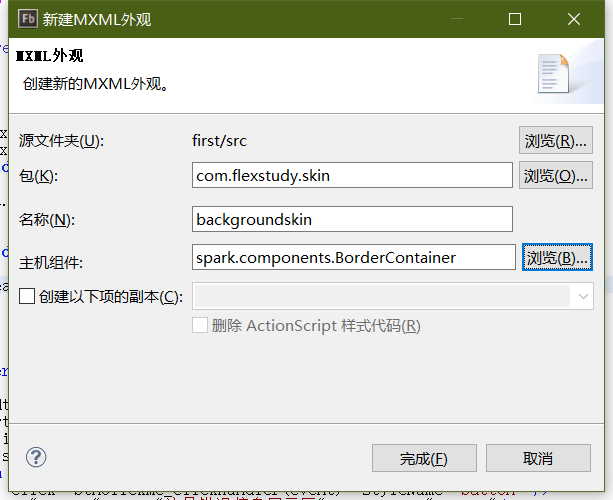 Fb 新建MXML外观
MXML外观
创建新的MXML外观。
源文件夹(U): first/src 浏览(R)...
包(K): com.flexstudy.skin 浏览(O)...
名称(N): backgroundskin
主机组件: spark.components.BorderContainer 浏览(B)...
创建以下项的副本(C):
删除 ActionScript 样式代码(R)
? 完成(F) 取消